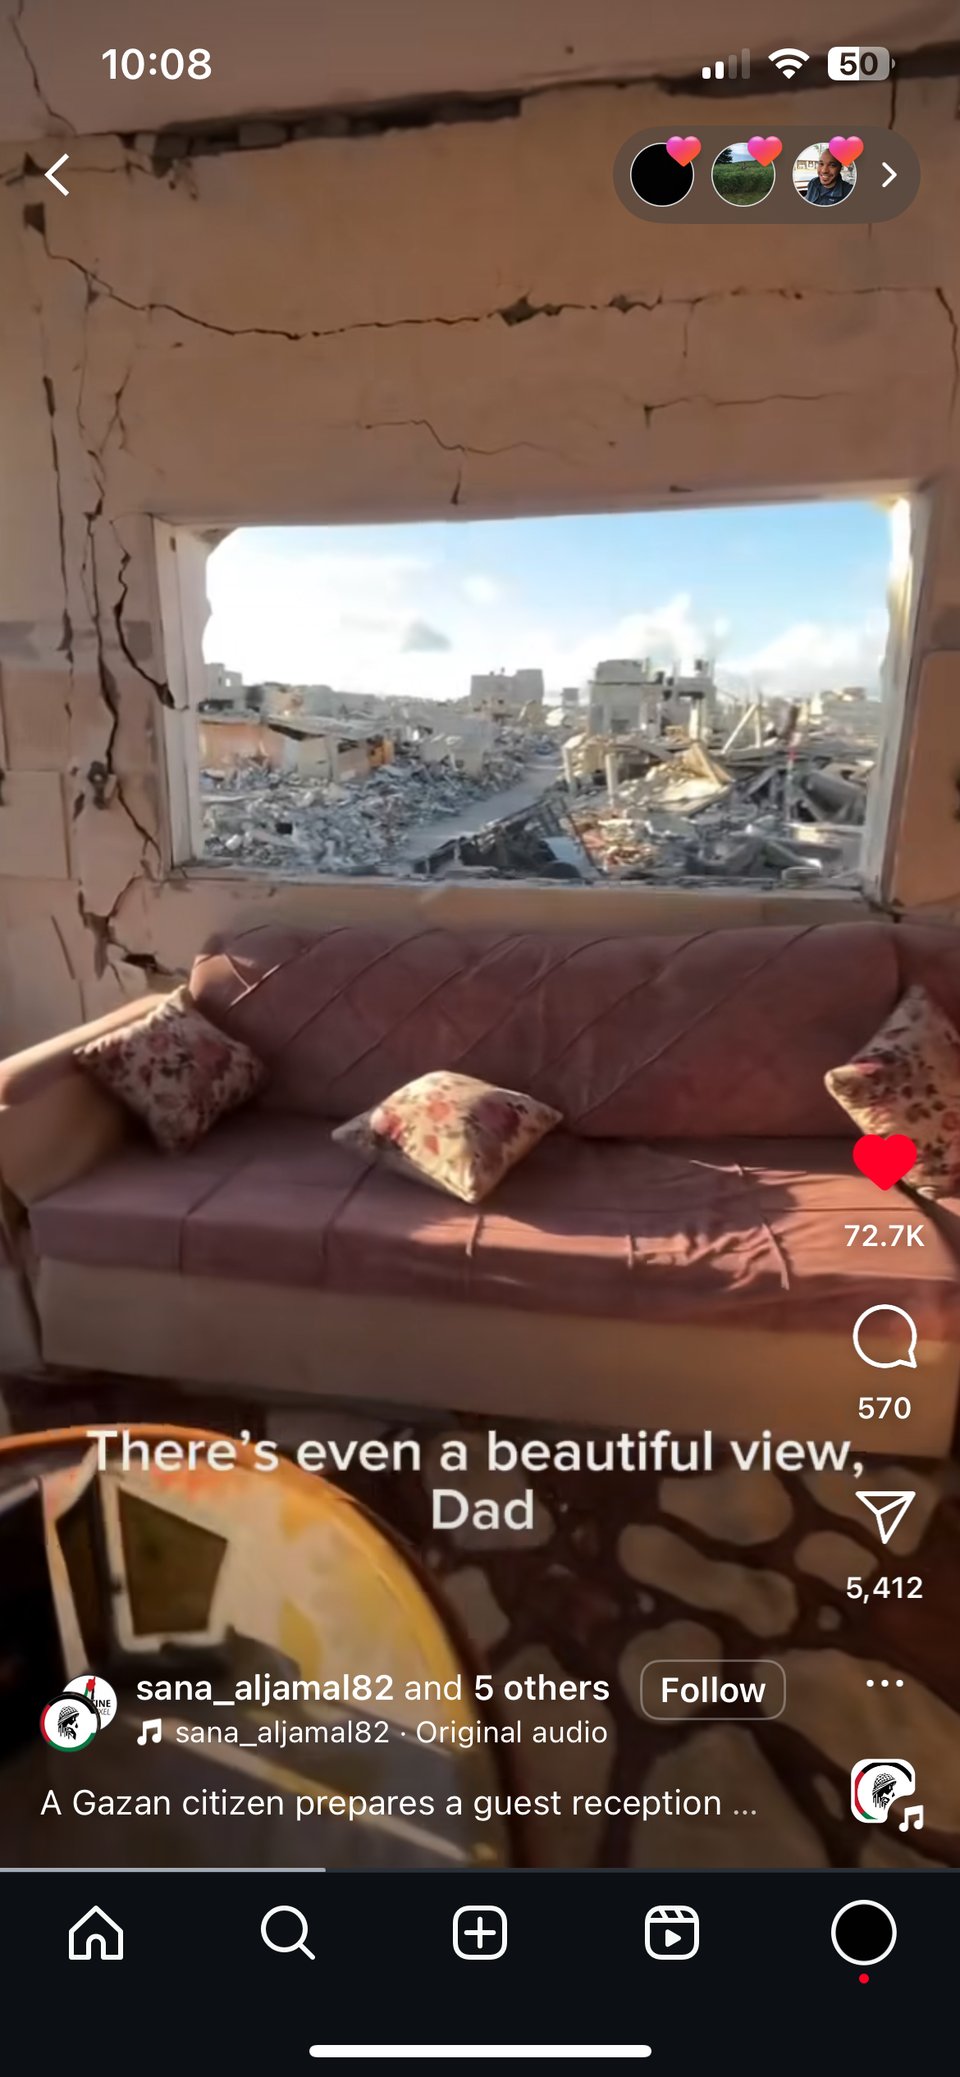 10:08
50
There's even a beautiful view,
Dad
72.7K
570
5,412
sana_aljamal82 and 5 others
Follow
sana_aljamal82 · Original audio
A Gazan citizen prepares a guest reception ...